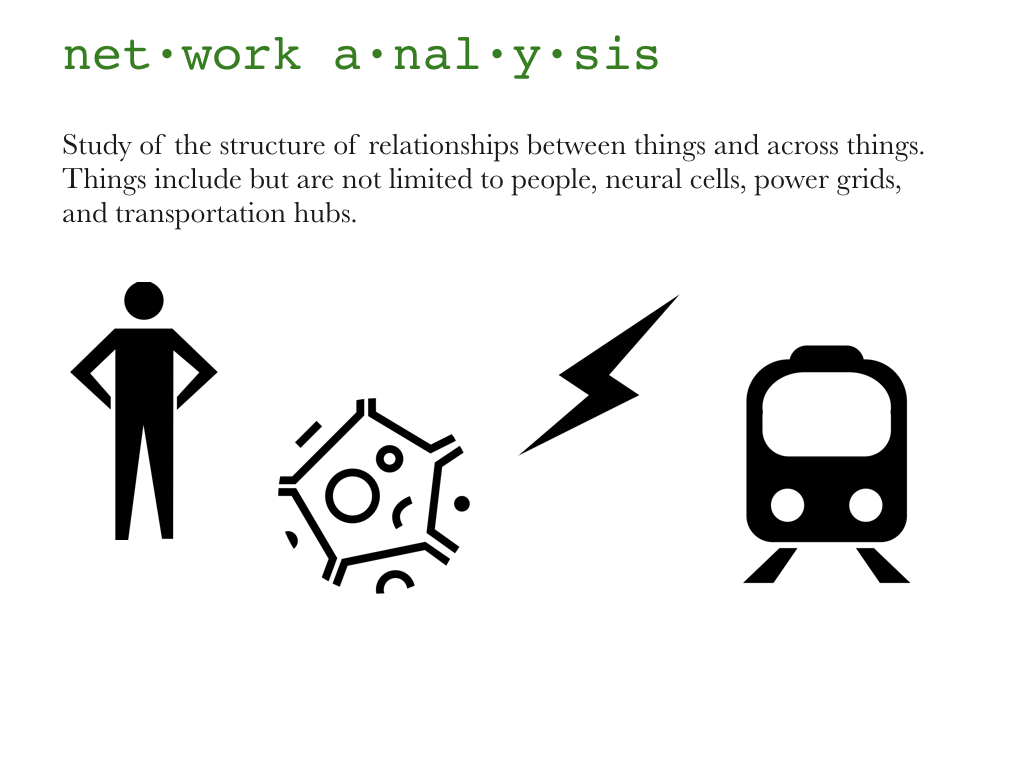 net·work a·nal·y·sis
Study of the structure of relationships between things and across things.
Things include but are not limited to people, neural cells, power grids,
and transportation hubs.